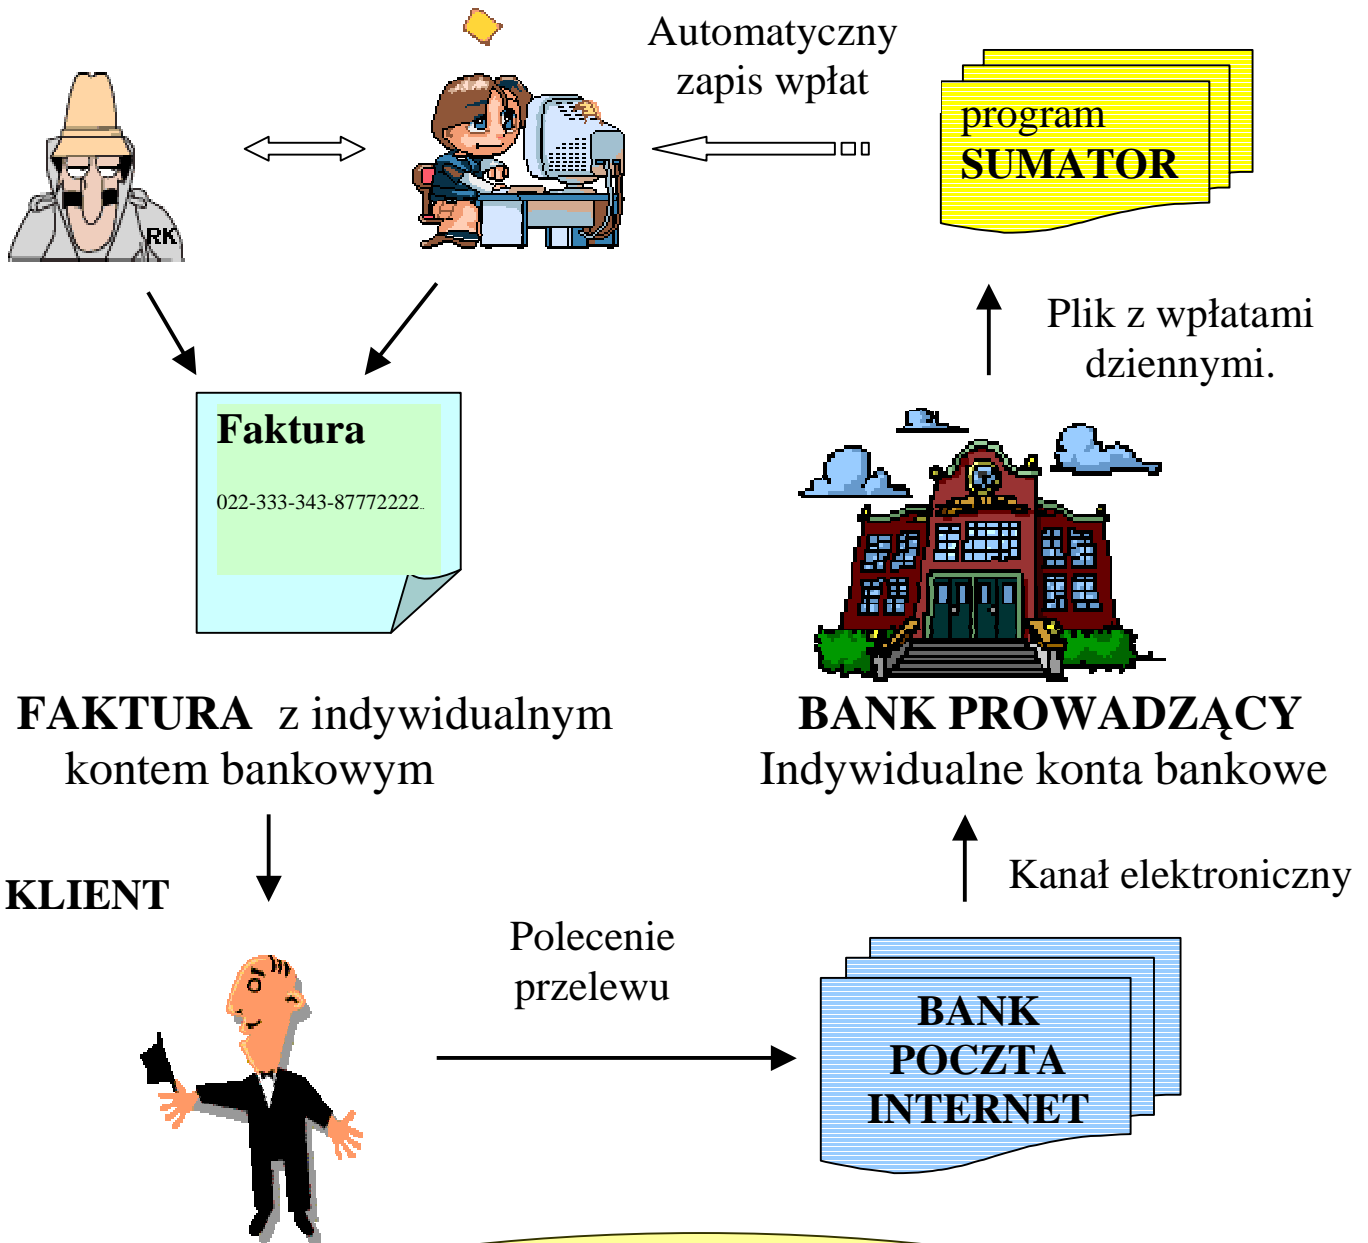 Automatyczny
zapis wpłat
program
SUMATOR
RK
Plik z wpłatami
dziennymi.
Faktura
022-333-343-87772222..
FAKTURA z indywidualnym
kontem bankowym
BANK PROWADZĄCY
Indywidualne konta bankowe
KLIENT
Kanał elektroniczny
Polecenie
przelewu
BANK
POCZTA
INTERNET